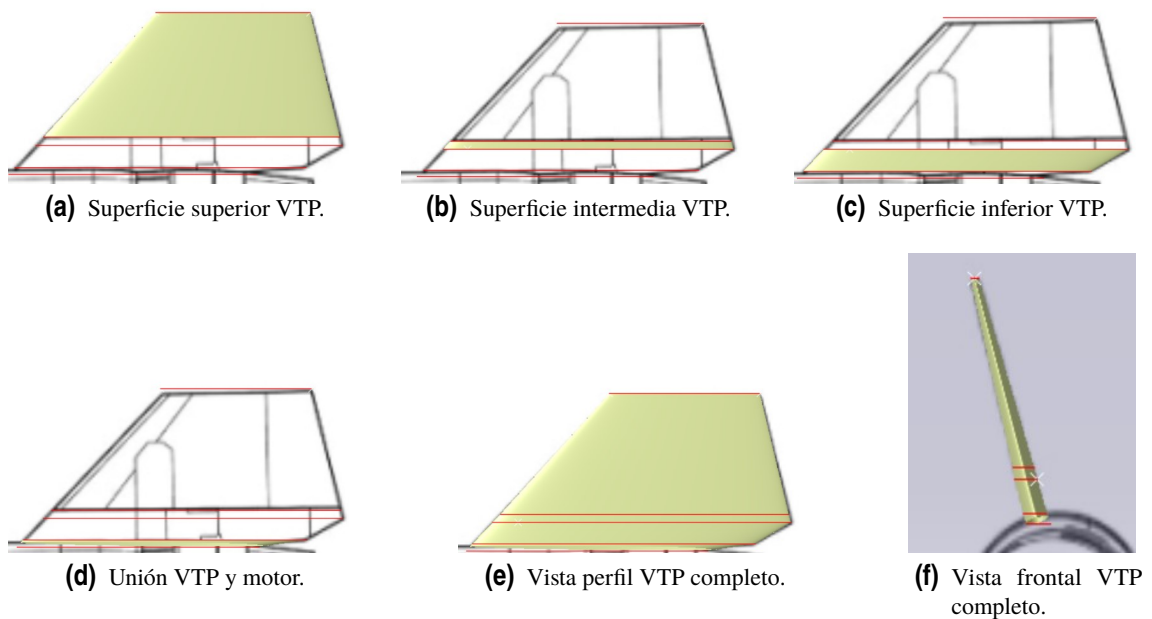 (a) Superficie superior VTP.
(b) Superficie intermedia VTP.
(c) Superficie inferior VTP.
(d) Unión VTP y motor.
(e) Vista perfil VTP completo.
(f) Vista frontal VTP
completo.